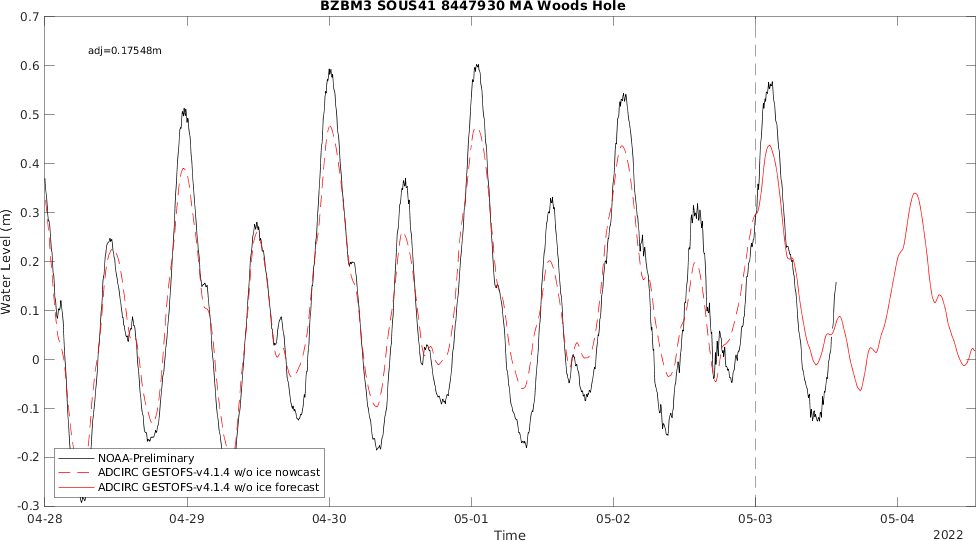 BZBM3 SOUS41 8447930 MA Woods Hole
adj=0.17548m
0.7
0.6
0.5
0.4
0.3
0.2
0.1
0
-0.1
-0.2
-0.3
Water Level (m)
NOAA-Preliminary
ADCIRC GESTOFS-v4.1.4 w/o ice nowcast
ADCIRC GESTOFS-v4.1.4 w/o ice forecast
04-28 04-29 04-30 05-01 05-02 05-03 05-04
Time
2022